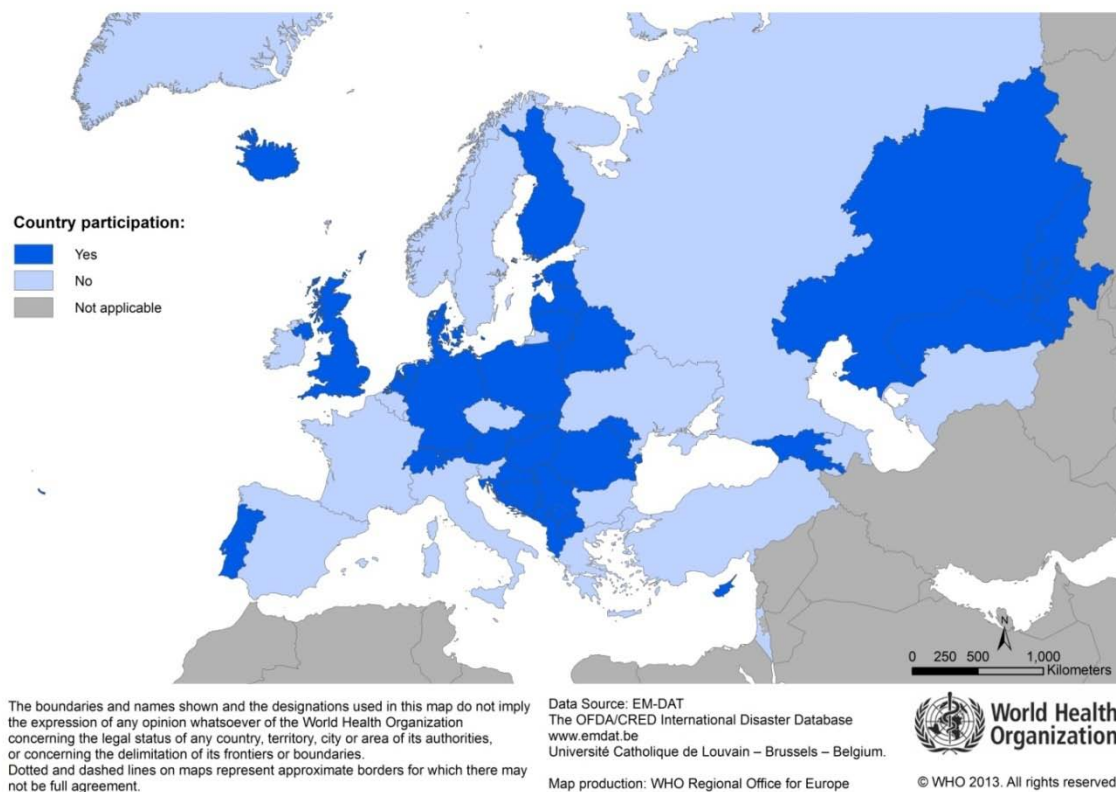 Country participation:
Yes
No
Not applicable
N
0 250 500 1,000
Kilometers
The boundaries and names shown and the designations used in this map do not imply
the expression of any opinion whatsoever of the World Health Organization
concerning the legal status of any country, territory, city or area of its authorities,
or concerning the delimitation of its frontiers or boundaries.
Dotted and dashed lines on maps represent approximate borders for which there may
not be full agreement.
Data Source: EM-DAT
The OFDA/CRED International Disaster Database
www.emdat.be
Université Catholique de Louvain – Brussels – Belgium.
Map production: WHO Regional Office for Europe
World Health
Organization
© WHO 2013. All rights reserved